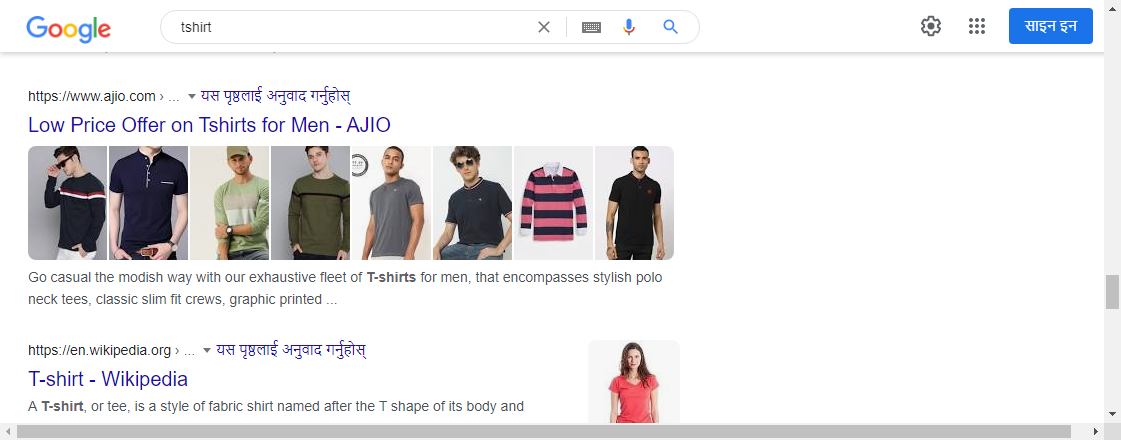 Google
tshirt
साइन इन
https://www.ajio.com › ... यस पृष्ठलाई अनुवाद गर्नुहोस्
Low Price Offer on Tshirts for Men - AJIO
Go casual the modish way with our exhaustive fleet of T-shirts for men, that encompasses stylish polo
neck tees, classic slim fit crews, graphic printed ...
https://en.wikipedia.org › ... यस पृष्ठलाई अनुवाद गर्नुहोस्
T-shirt - Wikipedia
A T-shirt, or tee, is a style of fabric shirt named after the T shape of its body and